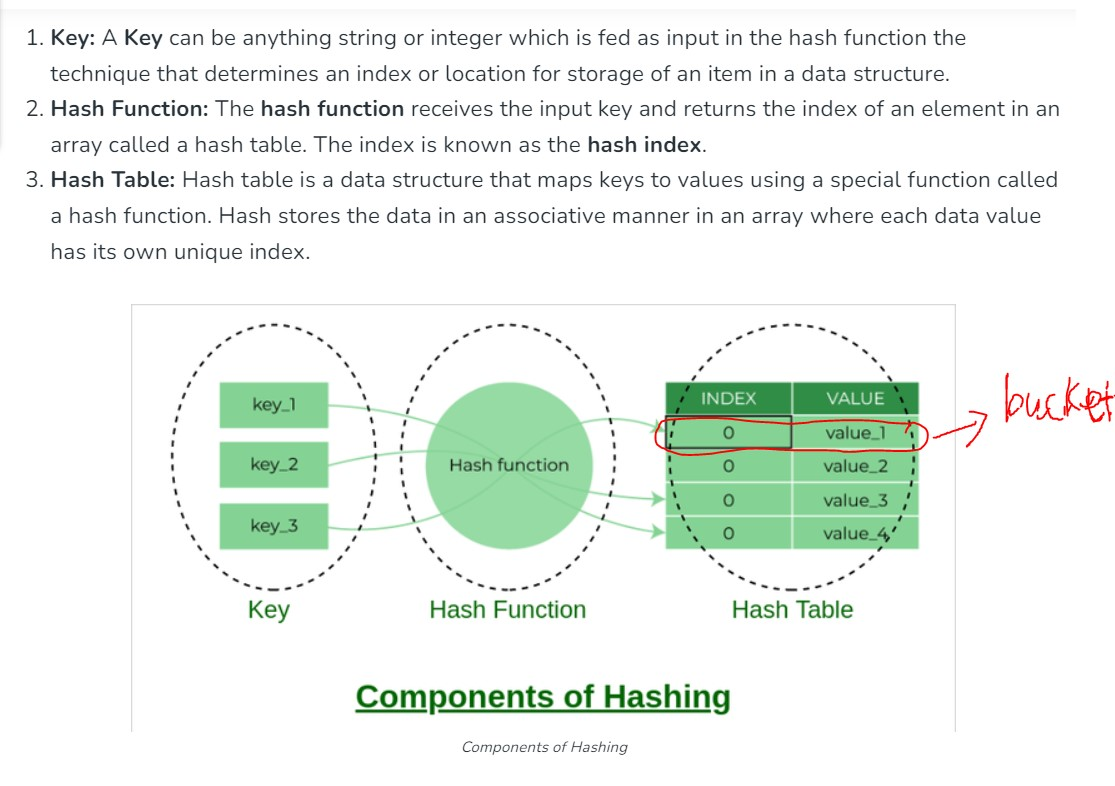 1. Key: A Key can be anything string or integer which is fed as input in the hash function the
technique that determines an index or location for storage of an item in a data structure.
2. Hash Function: The hash function receives the input key and returns the index of an element in an
array called a hash table. The index is known as the hash index.
3. Hash Table: Hash table is a data structure that maps keys to values using a special function called
a hash function. Hash stores the data in an associative manner in an array where each data value
has its own unique index.
key_1
key_2
key_3
Key
Hash function
Hash Function
INDEX VALUE
0 value_1
0 value_2
0 value_3
0 value_4
Hash Table
bucket
Components of Hashing
Components of Hashing